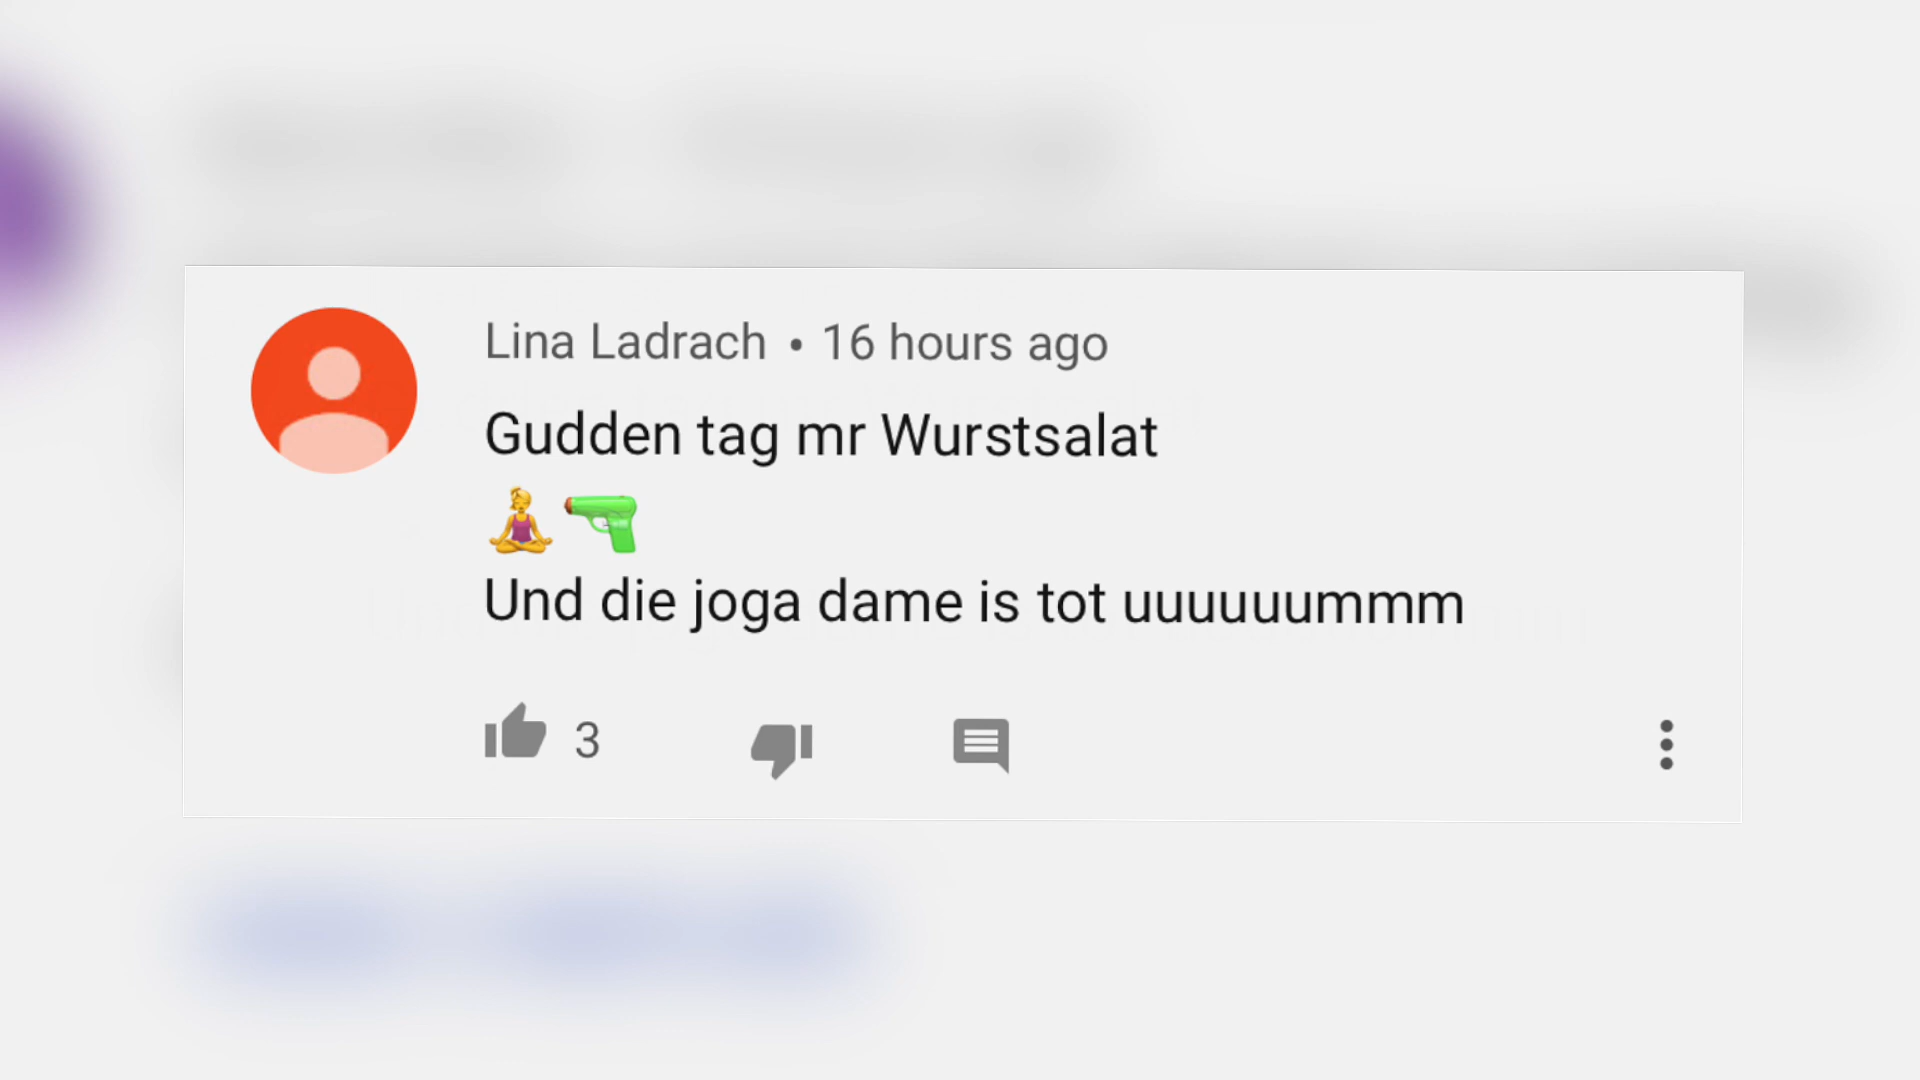 Lina Ladrach • 16 hours ago
Gudden tag mr Wurstsalat
🧘‍♀️🔫
Und die joga dame is tot uuuuuummm
3